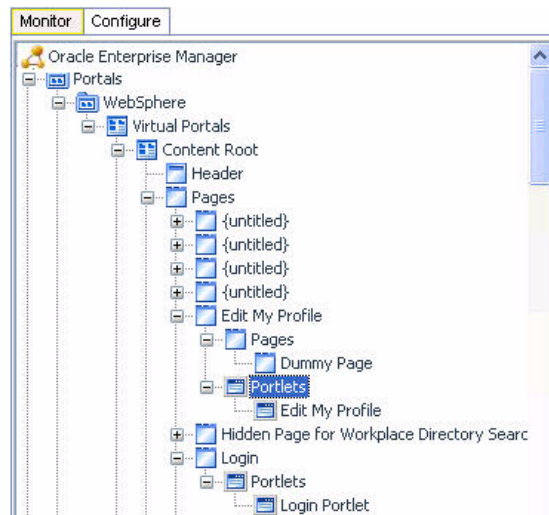 Monitor Configure
Oracle Enterprise Manager
Portals
WebSphere
Virtual Portals
Content Root
Header
Pages
{untitled}
{untitled}
{untitled}
{untitled}
Edit My Profile
Pages
Dummy Page
Portlets
Edit My Profile
Hidden Page for Workplace Directory Searc
Login
Portlets
Login Portlet